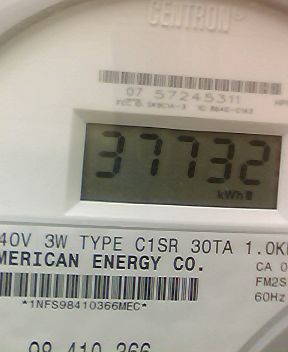 CENTRON®
07 57245311
37732
kWh
40V 3W TYPE C1SR 30TA 1.0K
MERICAN ENERGY CO.
CA 0
FM2S
60Hz
*1NFS98410366MEC*
98 410 366